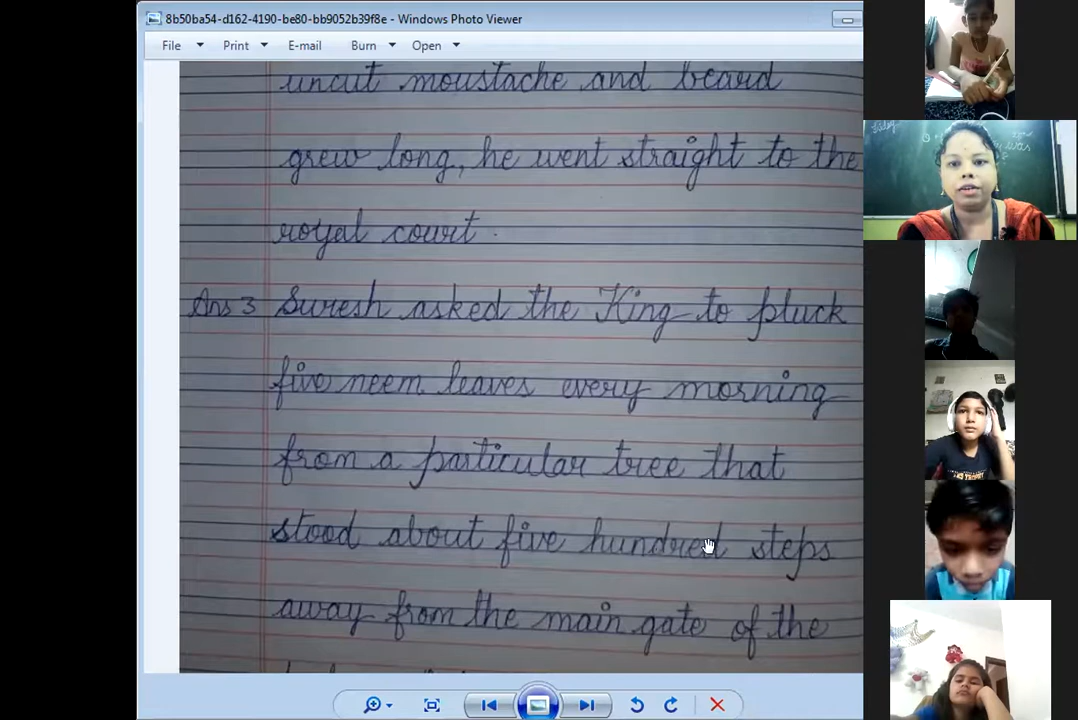 8b50ba54-d162-4190-be80-bb9052b39f8e - Windows Photo Viewer
File Print E-mail Burn Open
uncut moustache and beard
grew long, he went straight to the
royal court.
Ans 3 Suresh asked the King to pluck
five neem leaves every morning
from a particular tree that
stood about five hundred steps
away from the main gate of the